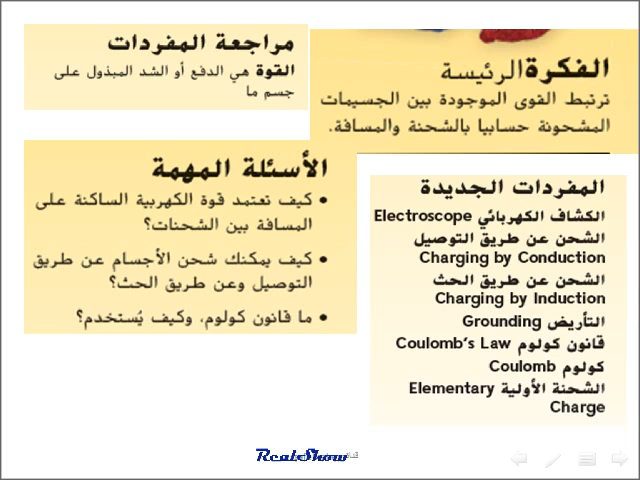 مراجعة المفردات
القوة هي الدفع أو الشد المبذول على
جسم ما
الفكرة الرئيسة
ترتبط القوى الموجودة بين الجسيمات
المشحونة حسابيا بالشحنة والمسافة.
الأسئلة المهمة
• كيف تعتمد قوة الكهربية الساكنة على
المسافة بين الشحنات؟
• كيف يمكنك شحن الأجسام عن طريق
التوصيل وعن طريق الحث؟
• ما قانون كولوم، وكيف يُستخدم؟
المفردات الجديدة
الكشاف الكهربائي Electroscope
الشحن عن طريق التوصيل
Charging by Conduction
الشحن عن طريق الحث
Charging by Induction
التأريض Grounding
قانون كولوم Coulomb's Law
كولوم Coulomb
الشحنة الأولية Elementary
Charge
RealeShow